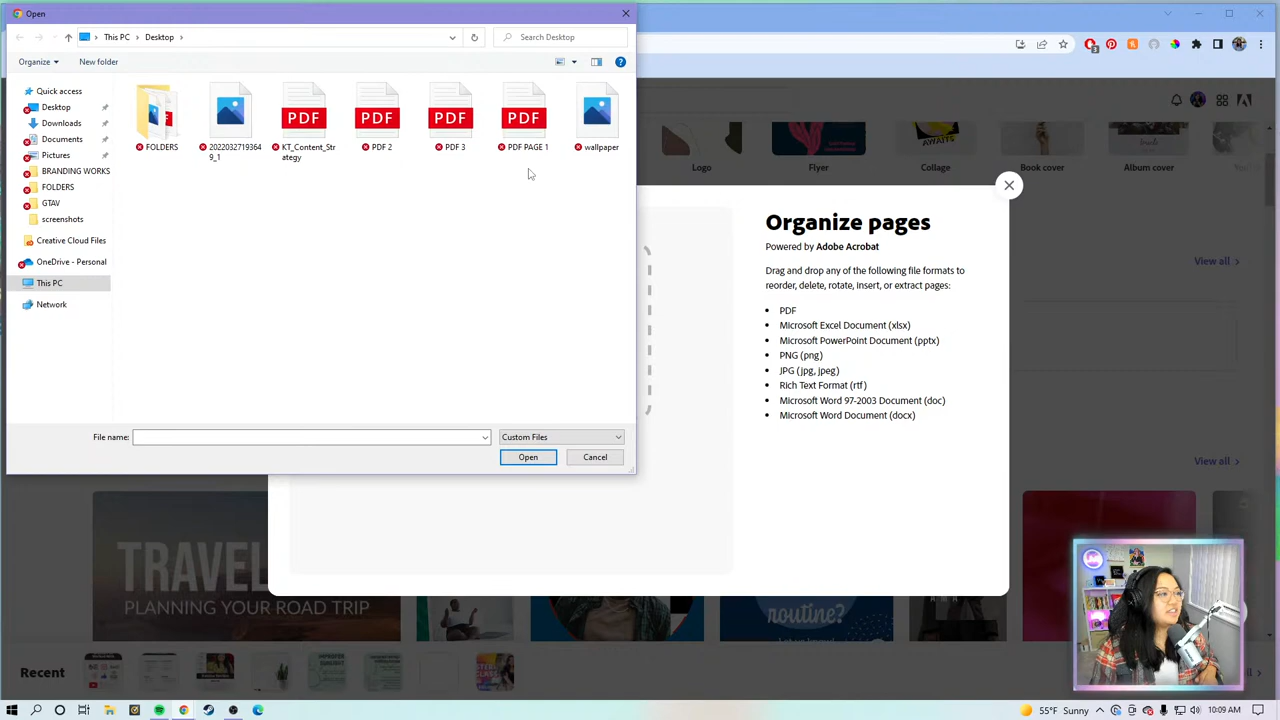 Open
This PC
Desktop
Search Desktop
Organize
New folder
Quick access
Desktop
Downloads
Documents
Pictures
BRANDING WORKS
FOLDERS
GTAV
screenshots
Creative Cloud Files
OneDrive - Personal
This PC
Network
PDF
PDF
PDF
PDF
FOLDERS
2022032719364
9_1
KT_Content_Str
ategy
PDF 2
PDF 3
PDF PAGE 1
wallpaper
File name:
Custom Files
Open
Cancel
Logo
Flyer
Collage
Book cover
Album cover
View all
Organize pages
Powered by Adobe Acrobat
Drag and drop any of the following file formats to
reorder, delete, rotate, insert, or extract pages:
• PDF
• Microsoft Excel Document (xlsx)
• Microsoft PowerPoint Document (pptx)
• PNG (png)
• JPG (jpg, jpeg)
• Rich Text Format (rtf)
• Microsoft Word 97-2003 Document (doc)
• Microsoft Word Document (docx)
View all
TRAVEL
PLANNING YOUR ROAD TRIP
routine?
Recent
55°F Sunny
10:09 AM